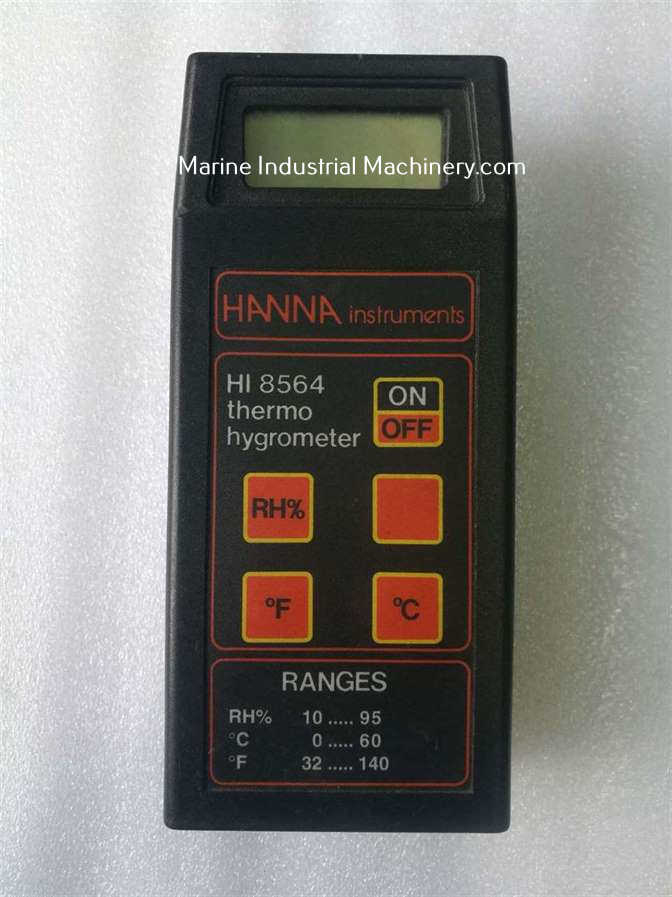 Marine Industrial Machinery.com
HANNA instruments
HI 8564
thermo
hygrometer
ON
OFF
RH%
°F
°C
RANGES
RH% 10 ..... 95
°C 0 ..... 60
°F 32 ..... 140